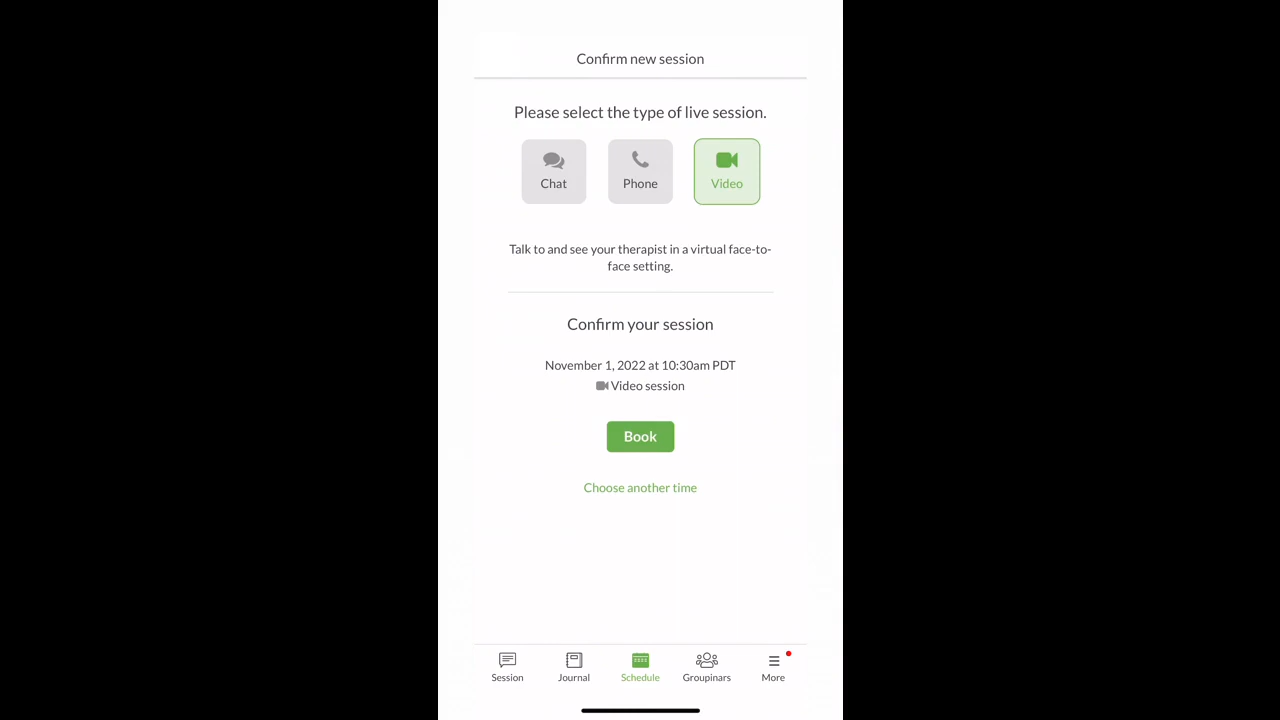 Confirm new session
Please select the type of live session.
Chat
Phone
Video
Talk to and see your therapist in a virtual face-to-
face setting.
Confirm your session
November 1, 2022 at 10:30am PDT
Video session
Book
Choose another time
Session
Journal
Schedule
Groupinars
More